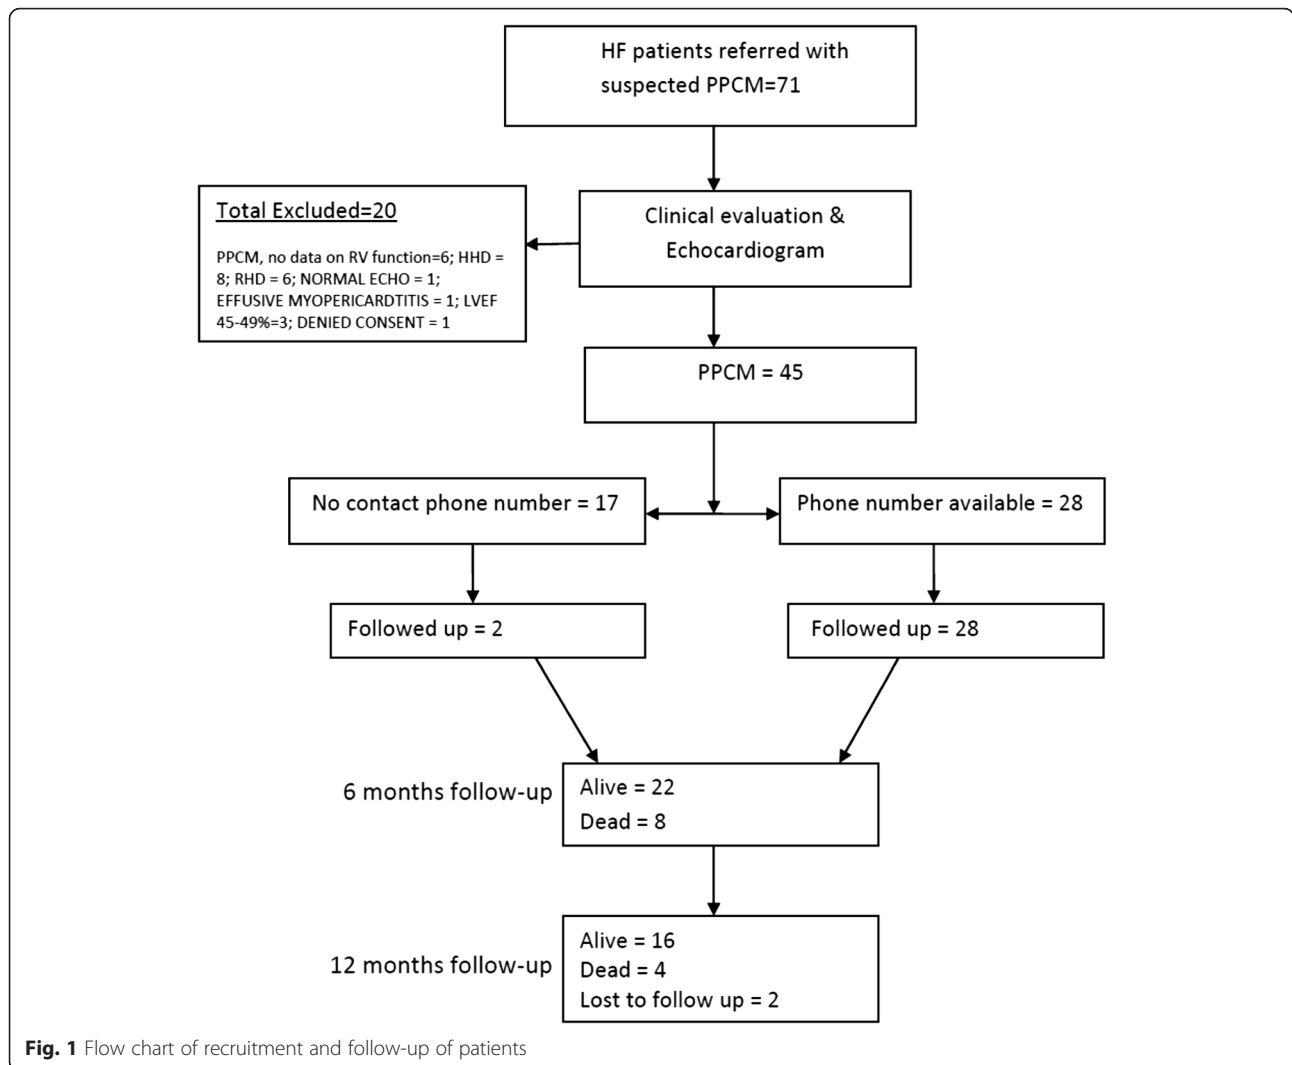 HF patients referred with
suspected PPCM=71
Total Excluded=20
PPCM, no data on RV function=6; HHD =
8; RHD = 6; NORMAL ECHO = 1;
EFFUSIVE MYOPERICARDTITIS = 1; LVEF
45-49%=3; DENIED CONSENT = 1
Clinical evaluation &
Echocardiogram
PPCM = 45
No contact phone number = 17
Phone number available = 28
Followed up = 2
Followed up = 28
6 months follow-up
Alive = 22
Dead = 8
12 months follow-up
Alive = 16
Dead = 4
Lost to follow up = 2
Fig. 1 Flow chart of recruitment and follow-up of patients